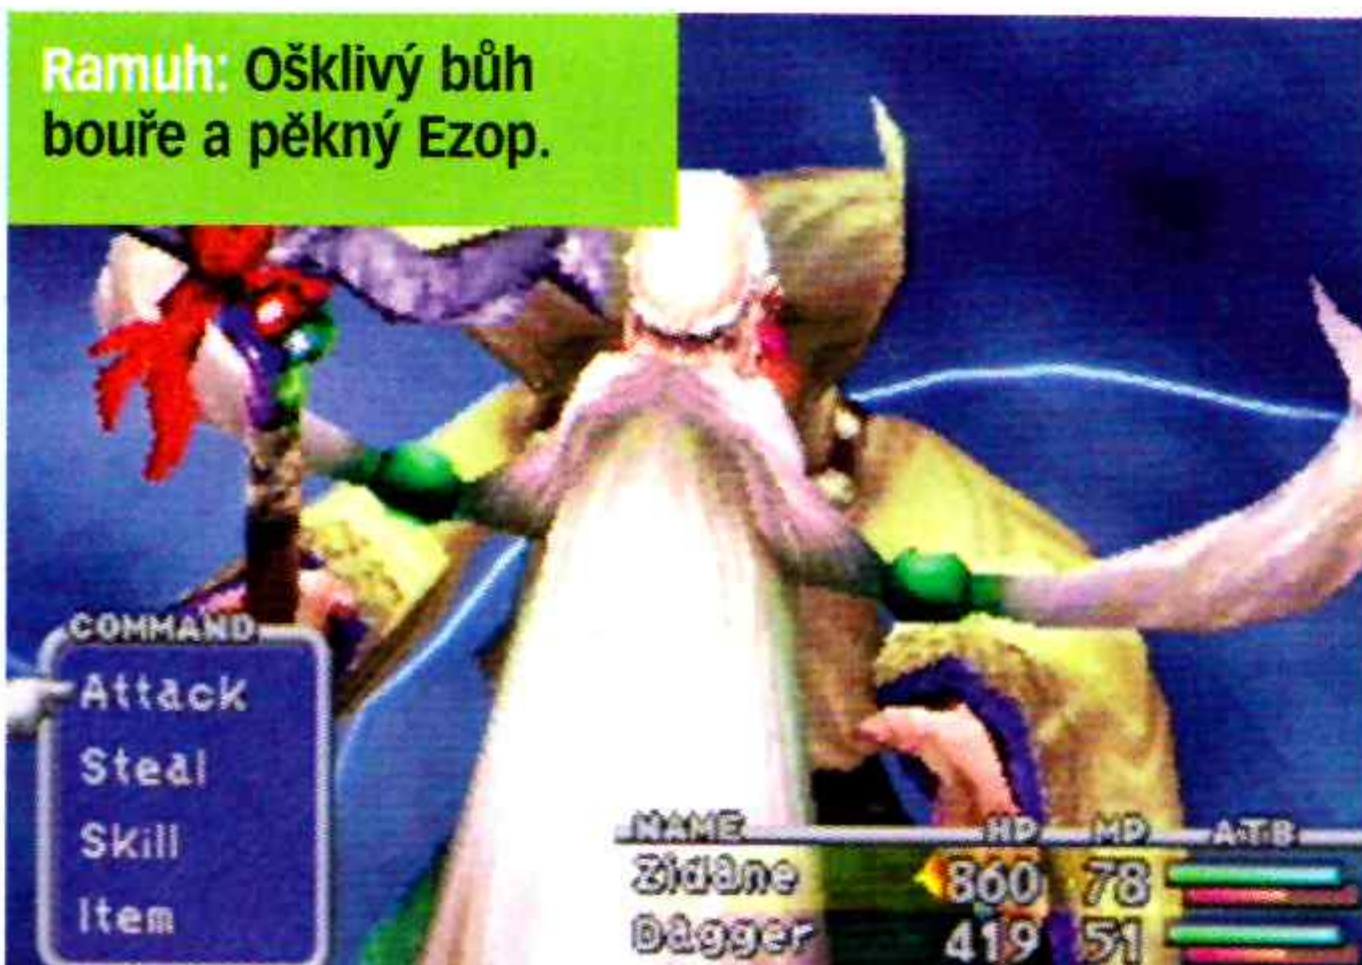 Ramuh: Ošklivý bůh
bouře a pěkný Ezop.
COMMAND
Attack
Steal
Skill
Item
NAME HP MP ATB
Zidane 860 78
Dagger 419 51